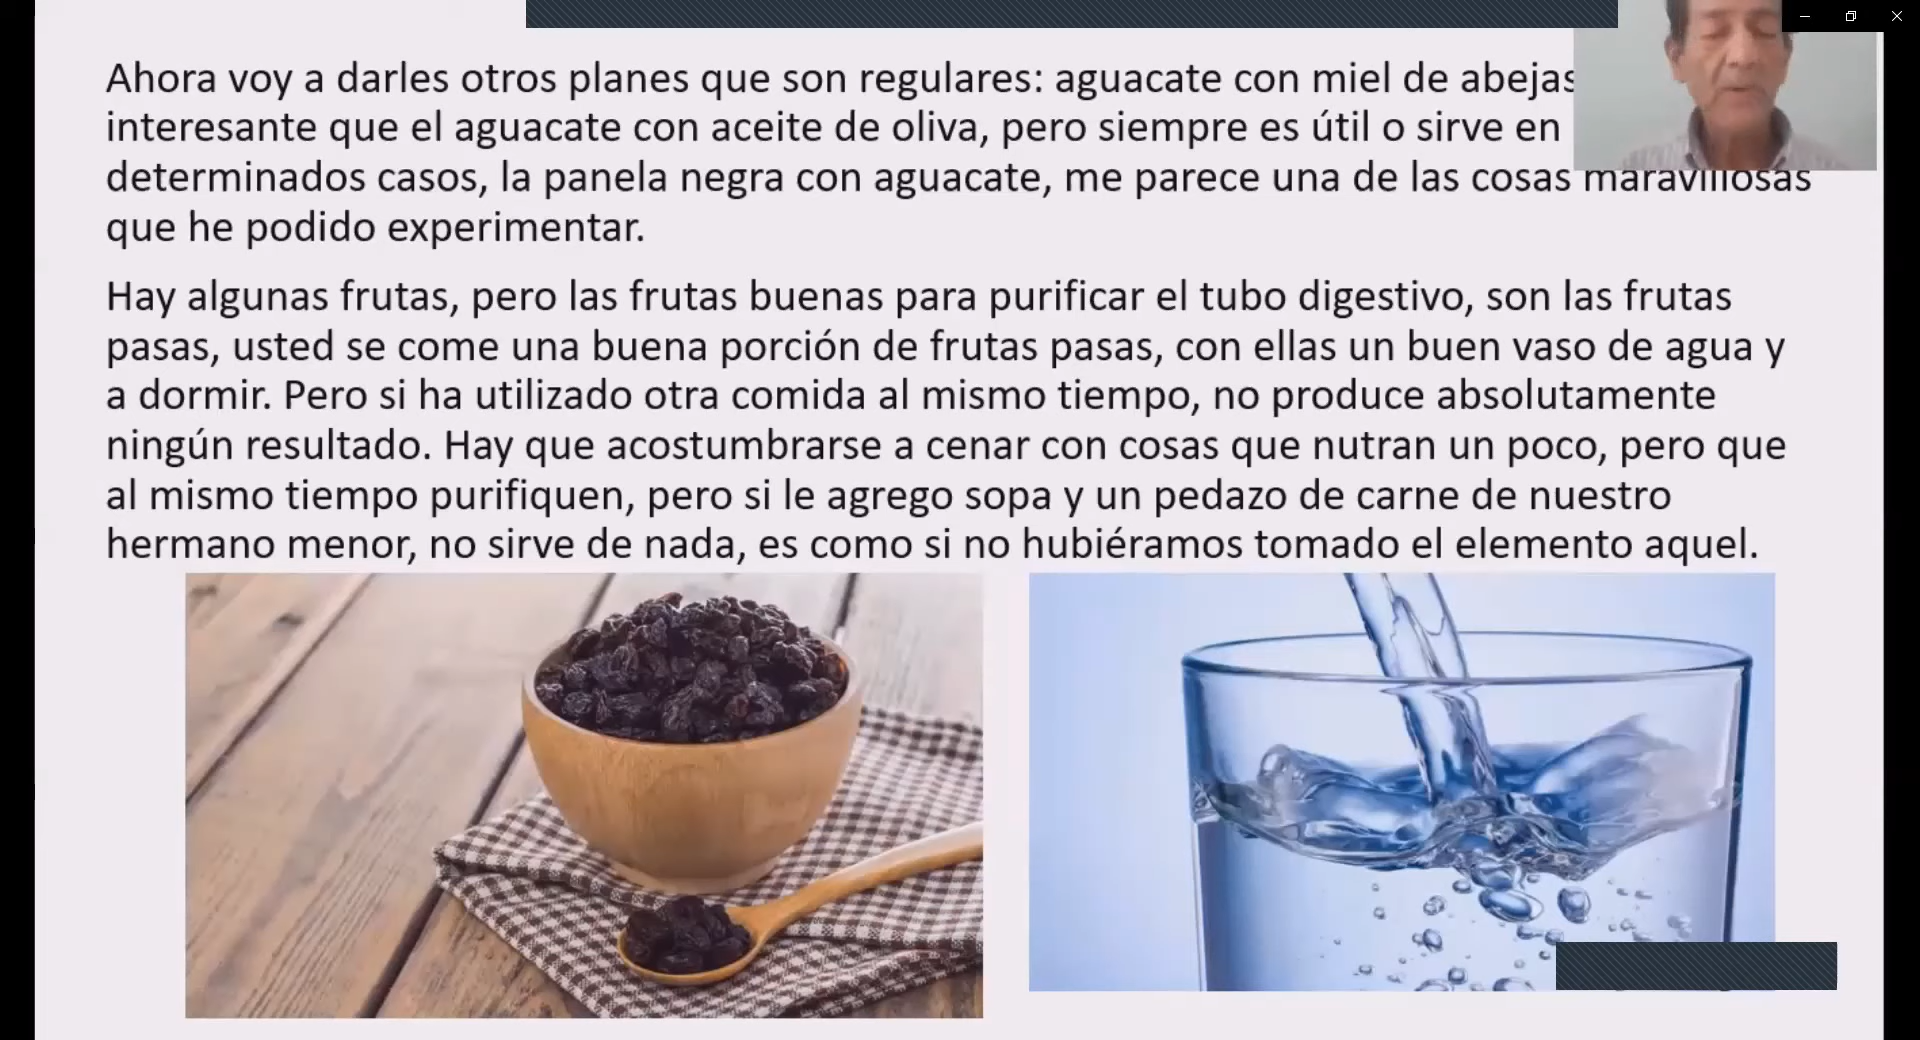 Ahora voy a darles otros planes que son regulares: aguacate con miel de abejas
interesante que el aguacate con aceite de oliva, pero siempre es útil o sirve en
determinados casos, la panela negra con aguacate, me parece una de las cosas maravillosas
que he podido experimentar.
Hay algunas frutas, pero las frutas buenas para purificar el tubo digestivo, son las frutas
pasas, usted se come una buena porción de frutas pasas, con ellas un buen vaso de agua y
a dormir. Pero si ha utilizado otra comida al mismo tiempo, no produce absolutamente
ningún resultado. Hay que acostumbrarse a cenar con cosas que nutran un poco, pero que
al mismo tiempo purifiquen, pero si le agrego sopa y un pedazo de carne de nuestro
hermano menor, no sirve de nada, es como si no hubiéramos tomado el elemento aquel.